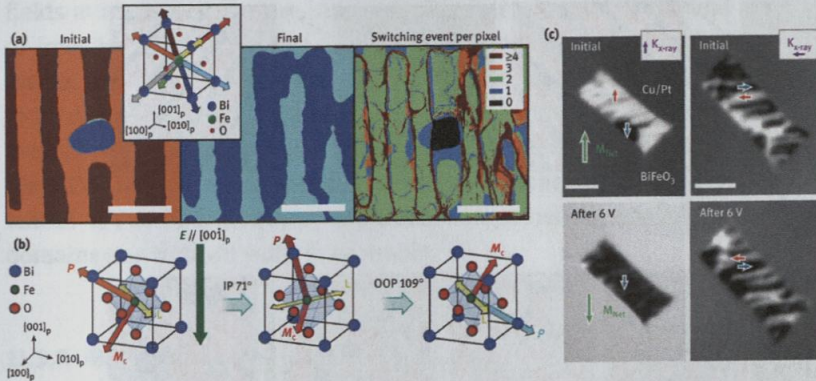 (a)
Initial
Final
Switching event per pixel
≥4
3
2
1
0
Bi
Fe
O
[001]p
[010]p
[100]p
(b)
Bi
Fe
O
[001]p
[010]p
[100]p
P
L
Mc
E // [001̄]p
IP 71°
P
L
Mc
OOP 109°
Mc
L
P
(c)
Initial
Kx-ray
Cu/Pt
MNet
BiFeO3
Initial
Kx-ray
After 6 V
MNet
After 6 V